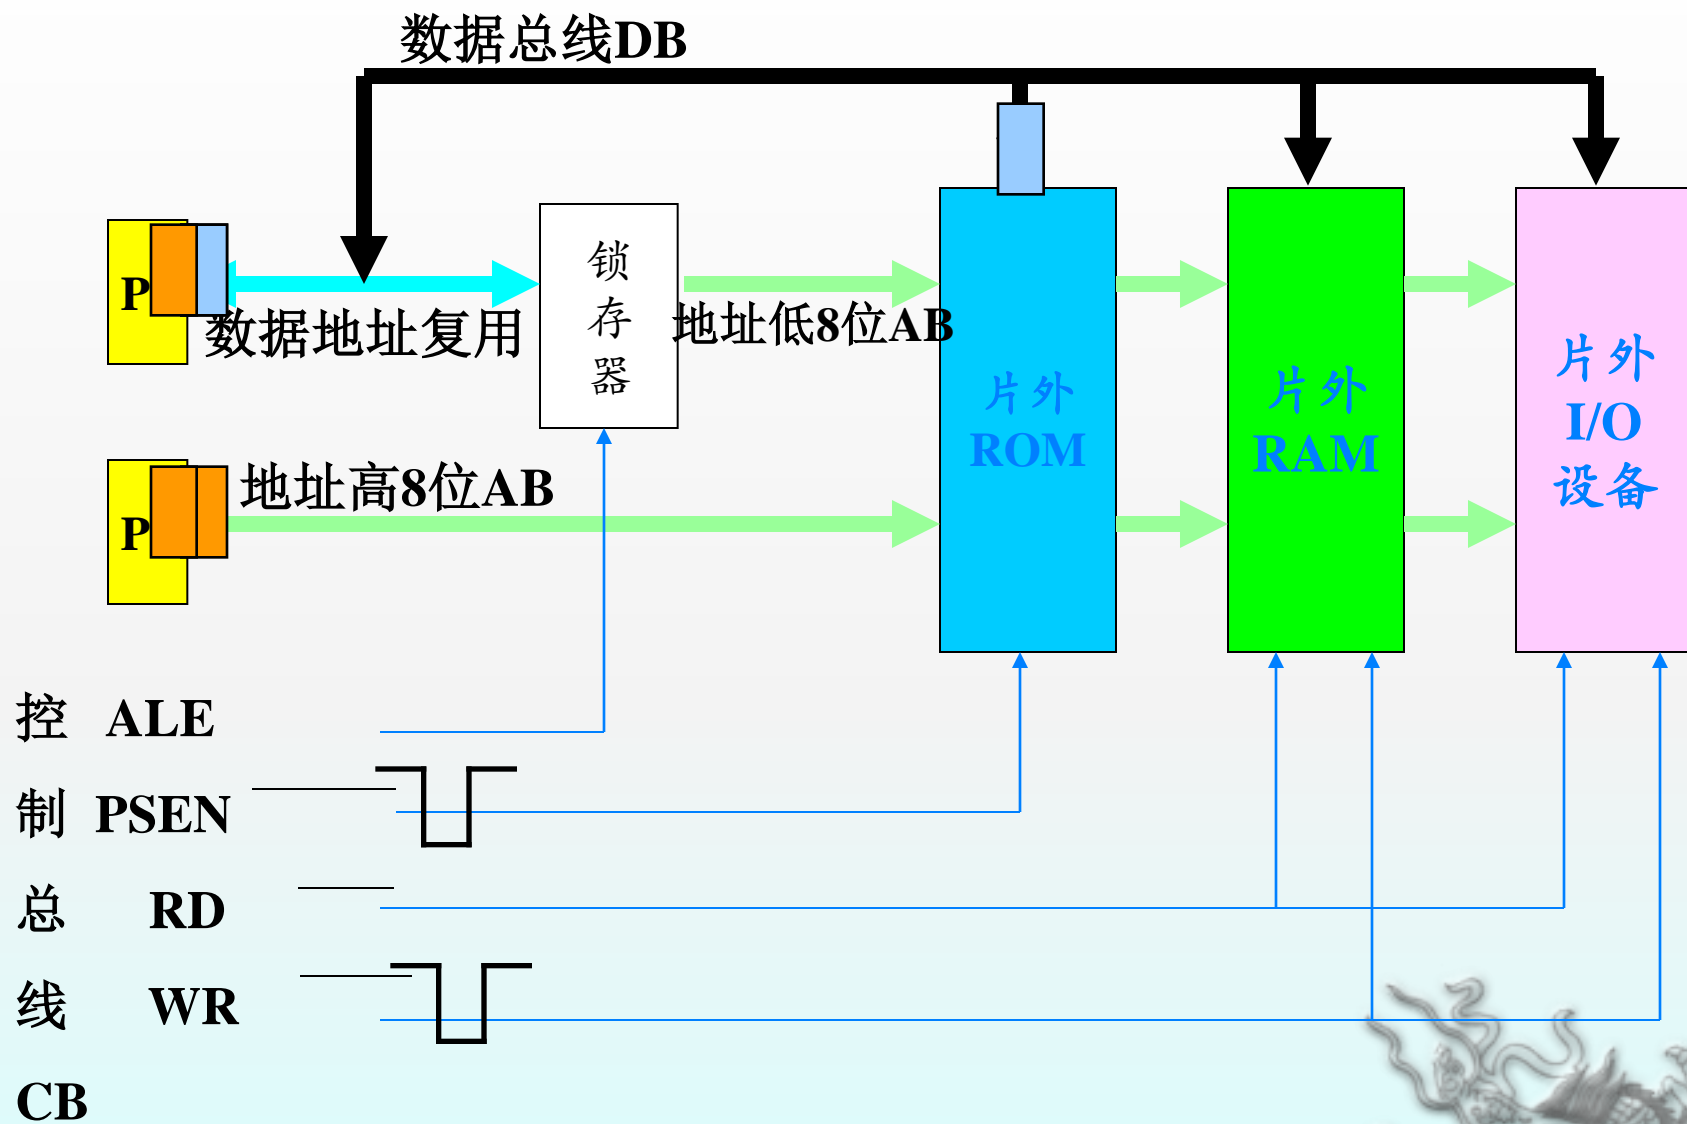 数据总线DB
P
数据地址复用
锁
存
器
地址低8位AB
P
地址高8位AB
片外
ROM
片外
RAM
片外
I/O
设备
控 ALE
制 PSEN
总 RD
线 WR
CB